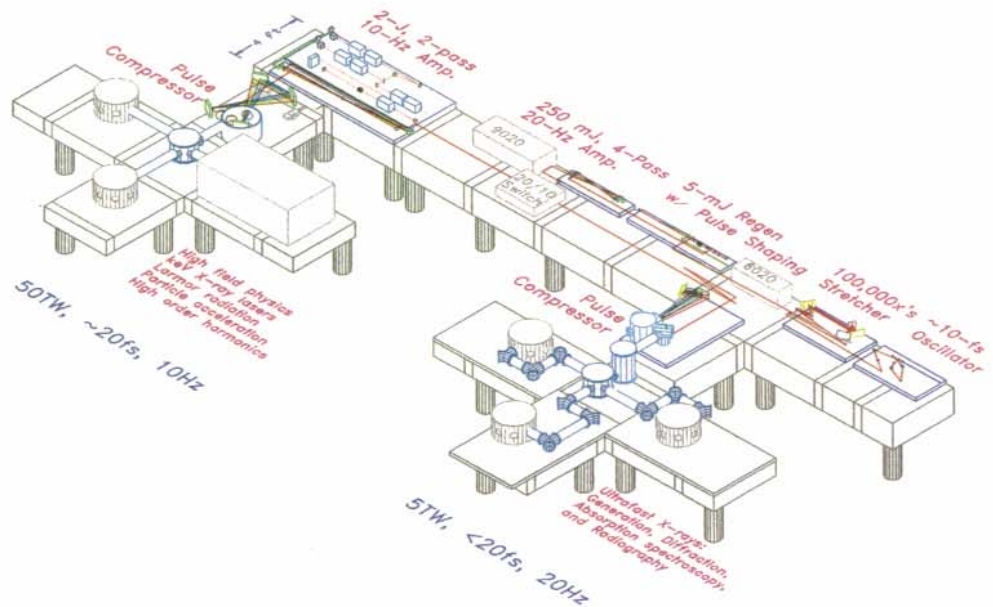 4 ft
2-J, 2-pass
10-Hz Amp.
Pulse
Compressor
9020
250 mJ, 4-Pass
20-Hz Amp.
20/10
Switch
5-mJ Regen
w/ Pulse Shaping
6020
100,000x's
Stretcher
~10-fs
Oscillator
Pulse
Compressor
High field physics
keV X-ray lasers
Larmor radiation
Particle acceleration
High order harmonics
50TW, ~20fs, 10Hz
Ultrafast X-rays:
Generation, Diffraction,
Absorption spectroscopy,
and Radiography
5TW, <20fs, 20Hz